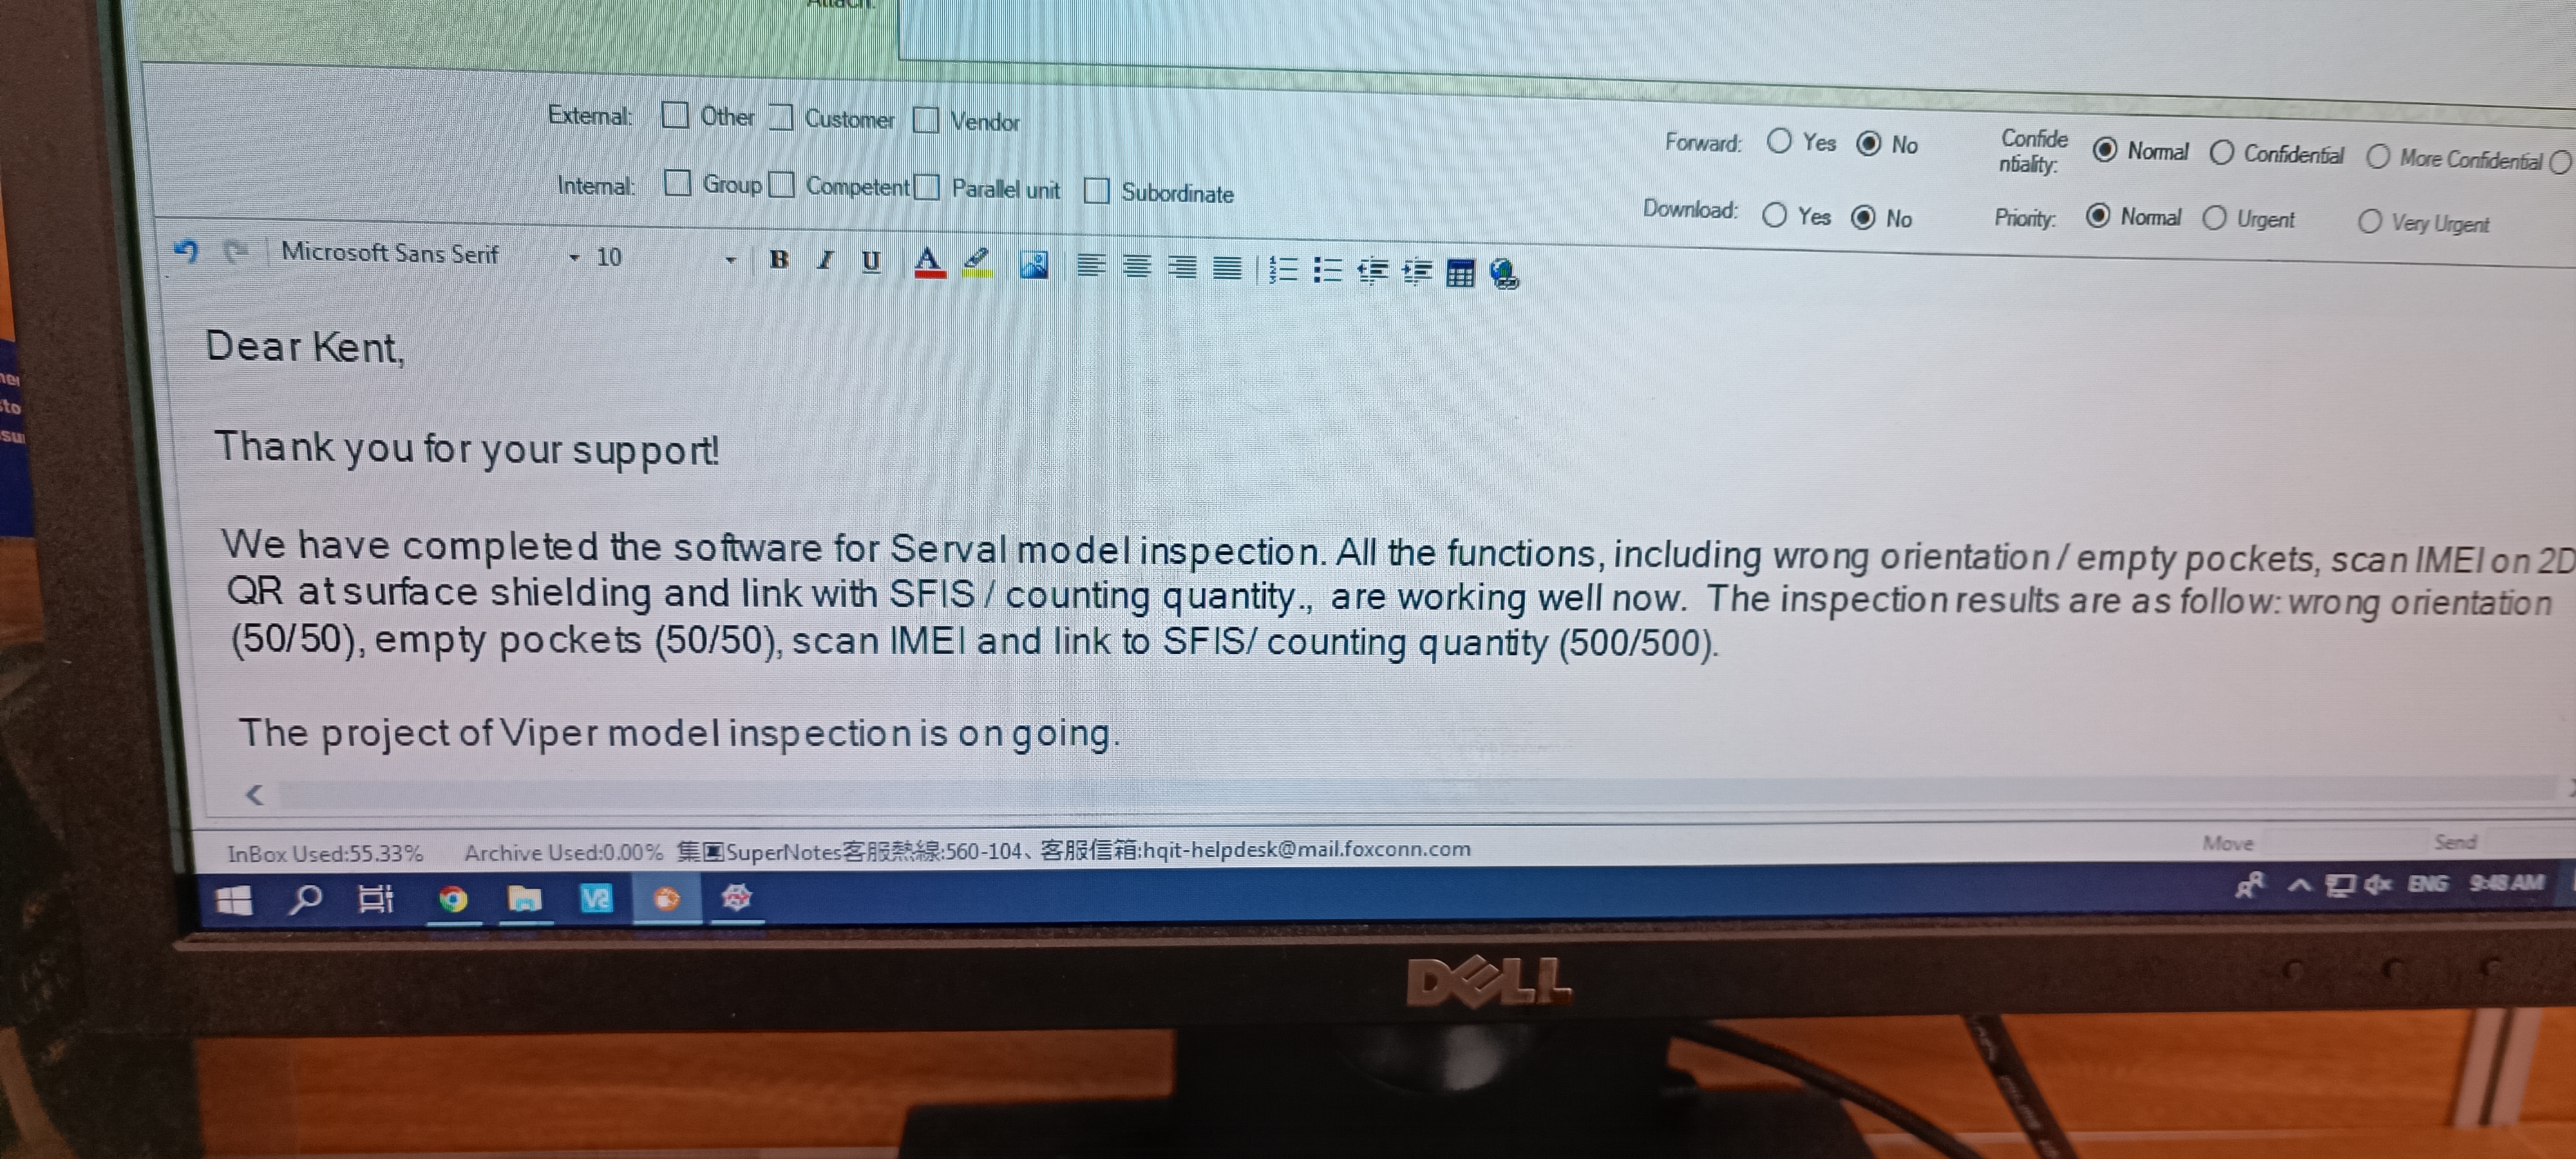 Attach:
External: Other Customer Vendor
Forward: Yes No
Confide
ntiality: Normal Confidential More Confidential
Internal: Group Competent Parallel unit Subordinate
Download: Yes No
Priority: Normal Urgent Very Urgent
Microsoft Sans Serif 10 B I U A
Dear Kent,
Thank you for your support!
We have completed the software for Serval model inspection. All the functions, including wrong orientation / empty pockets, scan IMEI on 2D
QR at surface shielding and link with SFIS / counting quantity., are working well now. The inspection results are as follow: wrong orientation
(50/50), empty pockets (50/50), scan IMEI and link to SFIS/ counting quantity (500/500).
The project of Viper model inspection is on going.
InBox Used:55.33% Archive Used:0.00% 集團SuperNotes客服熱線:560-104、客服信箱:hqit-helpdesk@mail.foxconn.com
Move Send
V2
ENG 9:48 AM
DELL